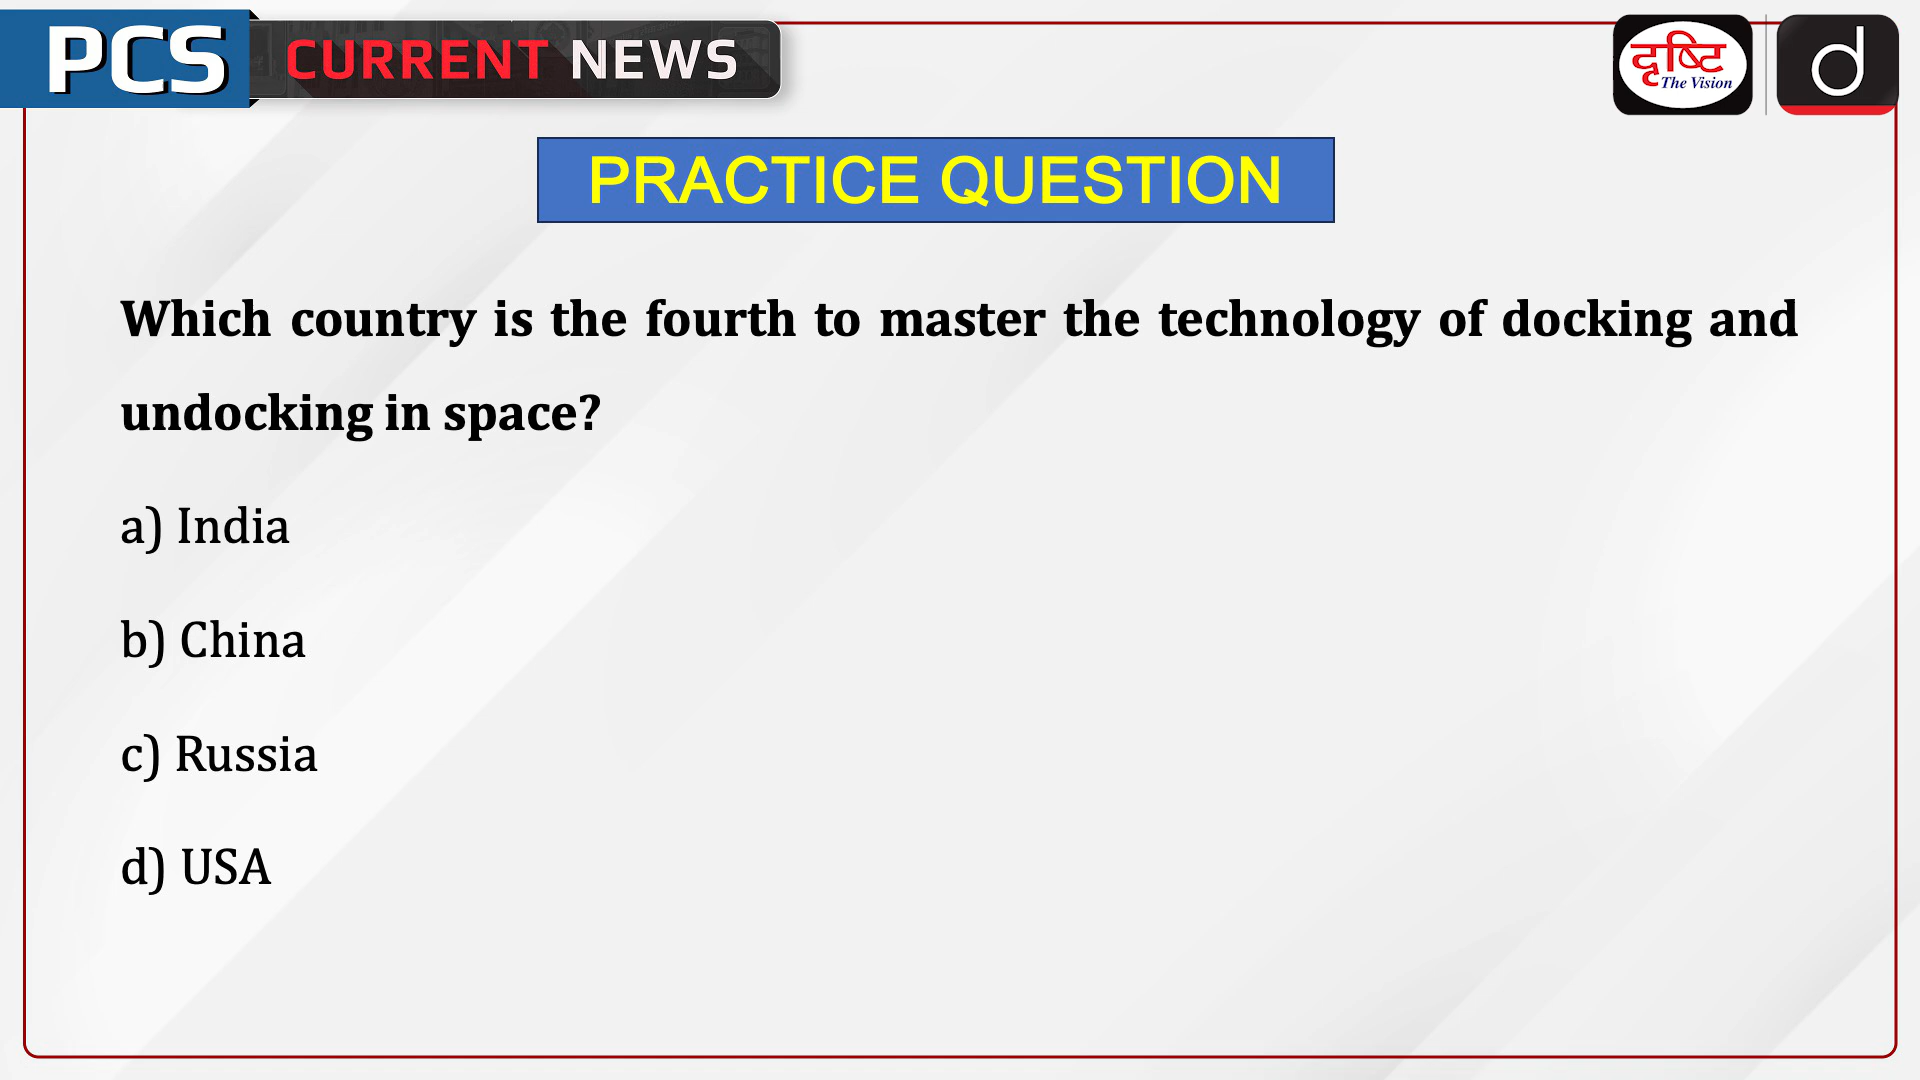 PCS CURRENT NEWS
दृष्टि
The Vision
d
PRACTICE QUESTION
Which country is the fourth to master the technology of docking and
undocking in space?
a) India
b) China
c) Russia
d) USA